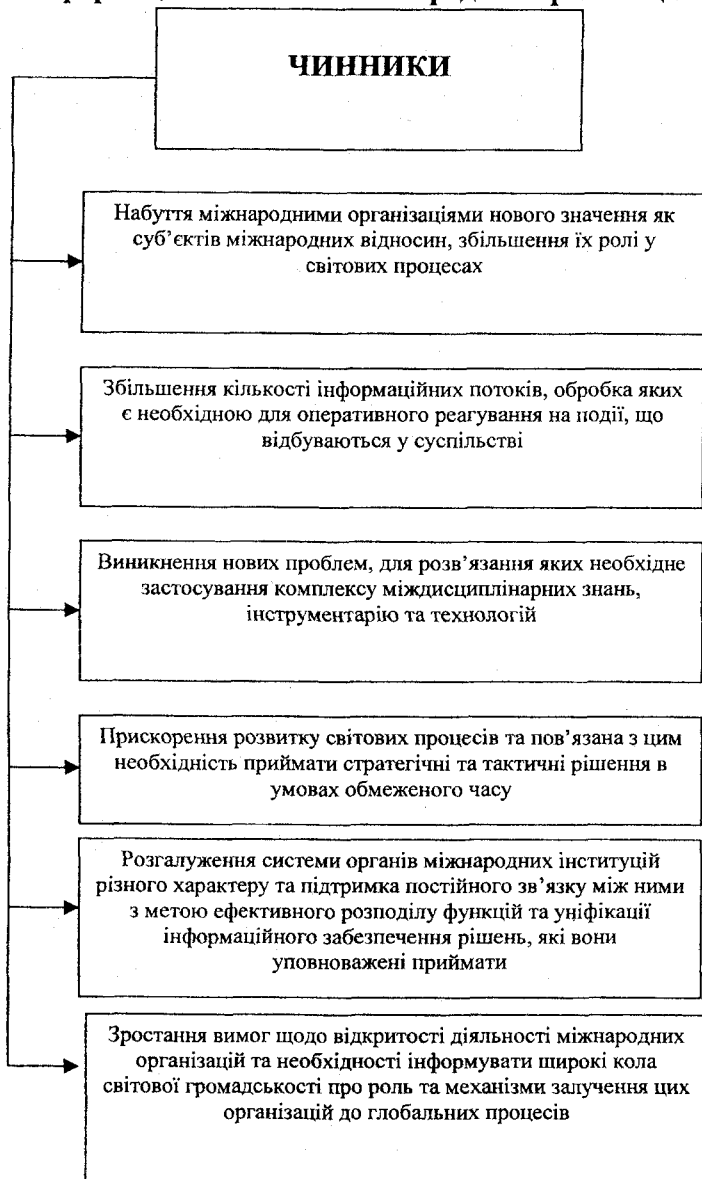 ЧИННИКИ
Набуття міжнародними організаціями нового значення як
суб’єктів міжнародних відносин, збільшення їх ролі у
світових процесах
Збільшення кількості інформаційних потоків, обробка яких
є необхідною для оперативного реагування на події, що
відбуваються у суспільстві
Виникнення нових проблем, для розв’язання яких необхідне
застосування комплексу міждисциплінарних знань,
інструментарію та технологій
Прискорення розвитку світових процесів та пов’язана з цим
необхідність приймати стратегічні та тактичні рішення в
умовах обмеженого часу
Розгалуження системи органів міжнародних інституцій
різного характеру та підтримка постійного зв’язку між ними
з метою ефективного розподілу функцій та уніфікації
інформаційного забезпечення рішень, які вони
уповноважені приймати
Зростання вимог щодо відкритості діяльності міжнародних
організацій та необхідності інформувати широкі кола
світової громадськості про роль та механізми залучення цих
організацій до глобальних процесів